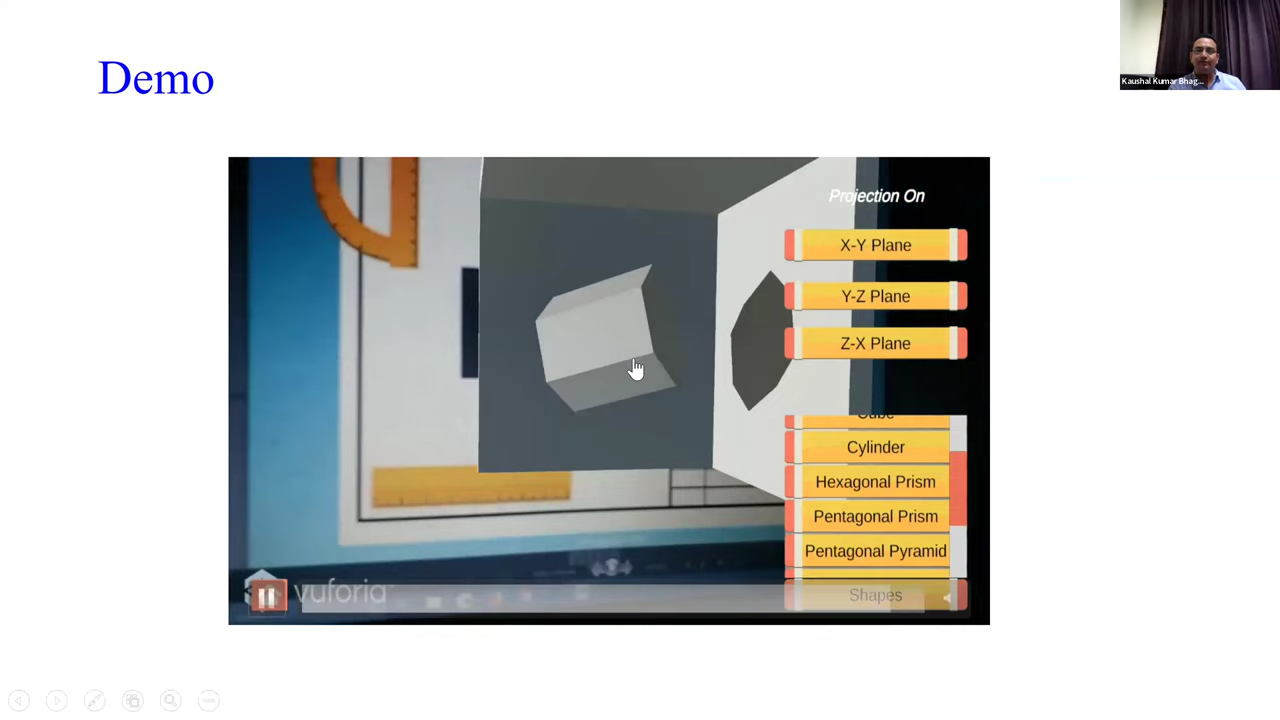 Demo
Kaushal Kumar Bhag...
Projection On
X-Y Plane
Y-Z Plane
Z-X Plane
Cube
Cylinder
Hexagonal Prism
Pentagonal Prism
Pentagonal Pyramid
Shapes
vuforia